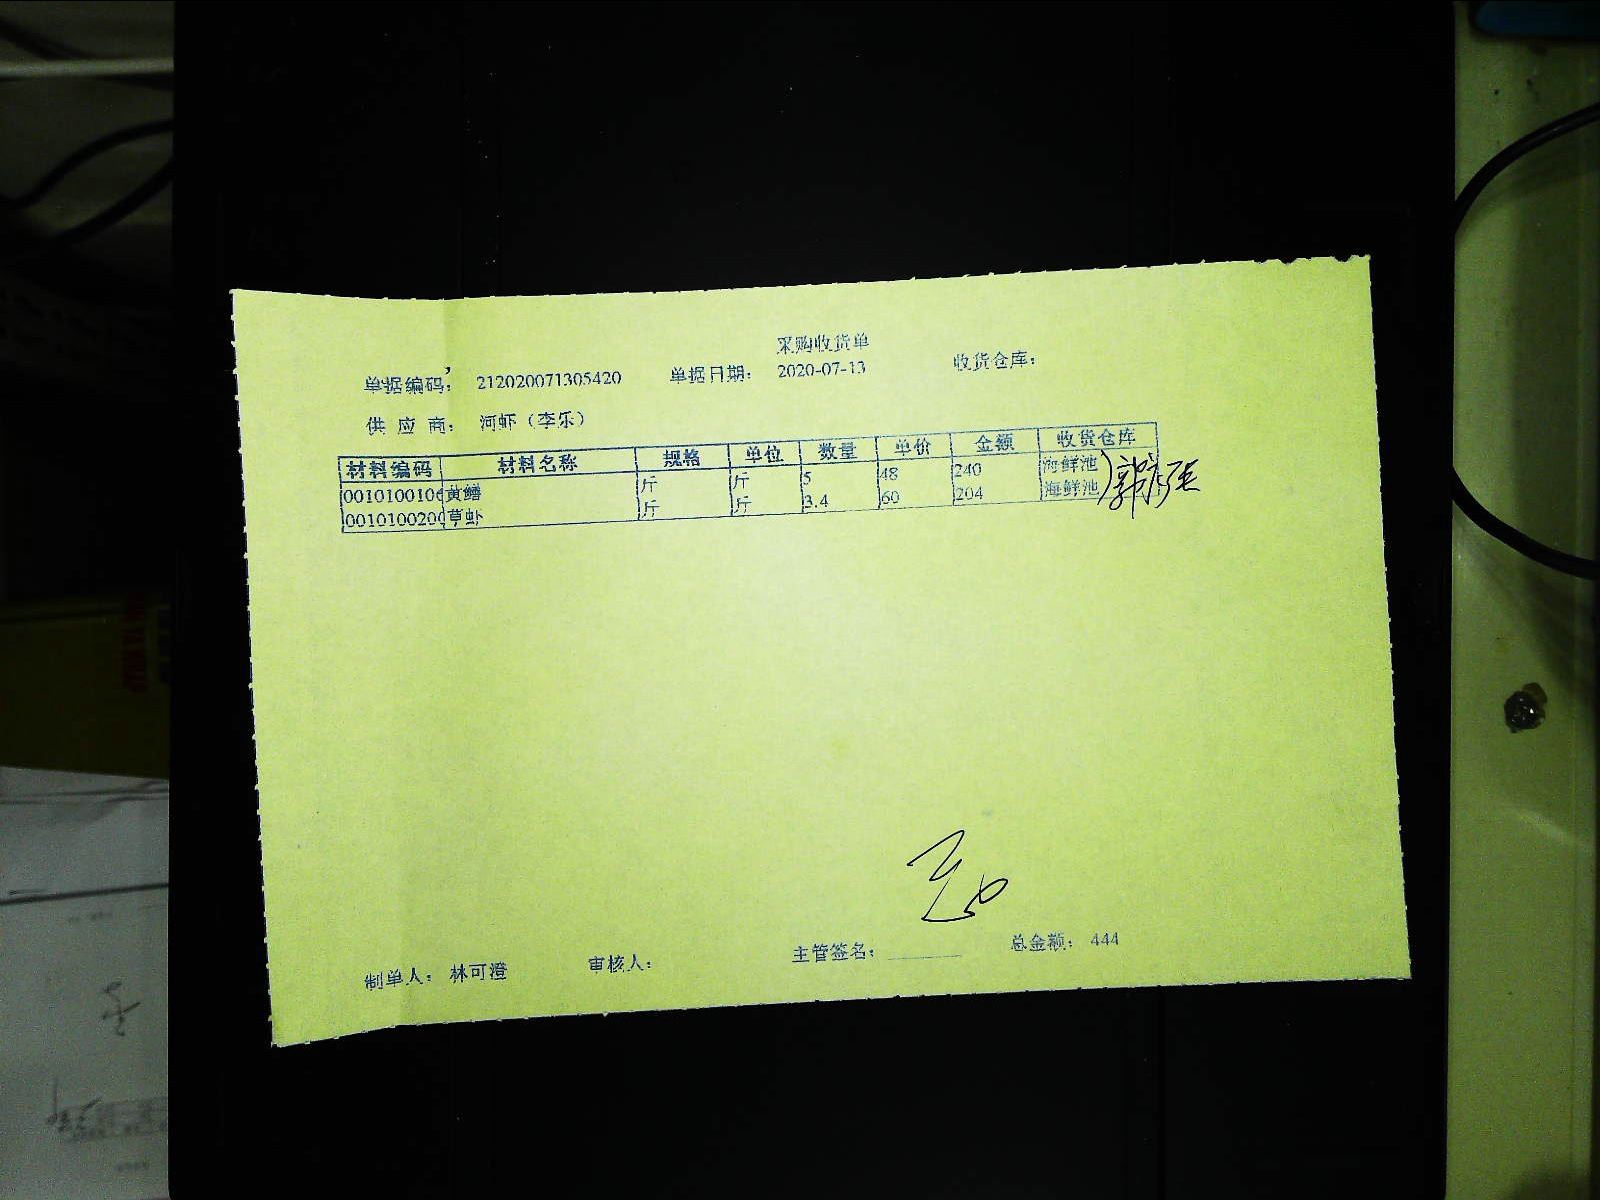 采购收货单
单据编码： 212020071305420 单据日期： 2020-07-13 收货仓库：
供 应 商： 河虾（李乐）
材料编码 材料名称 规格 单位 数量 单价 金额 收货仓库
001010010 黄鳝 斤 斤 5 48 240 海鲜池
001010020 草虾 斤 斤 3.4 60 204 海鲜池
制单人： 林可澄 审核人： 主管签名： 总金额： 444